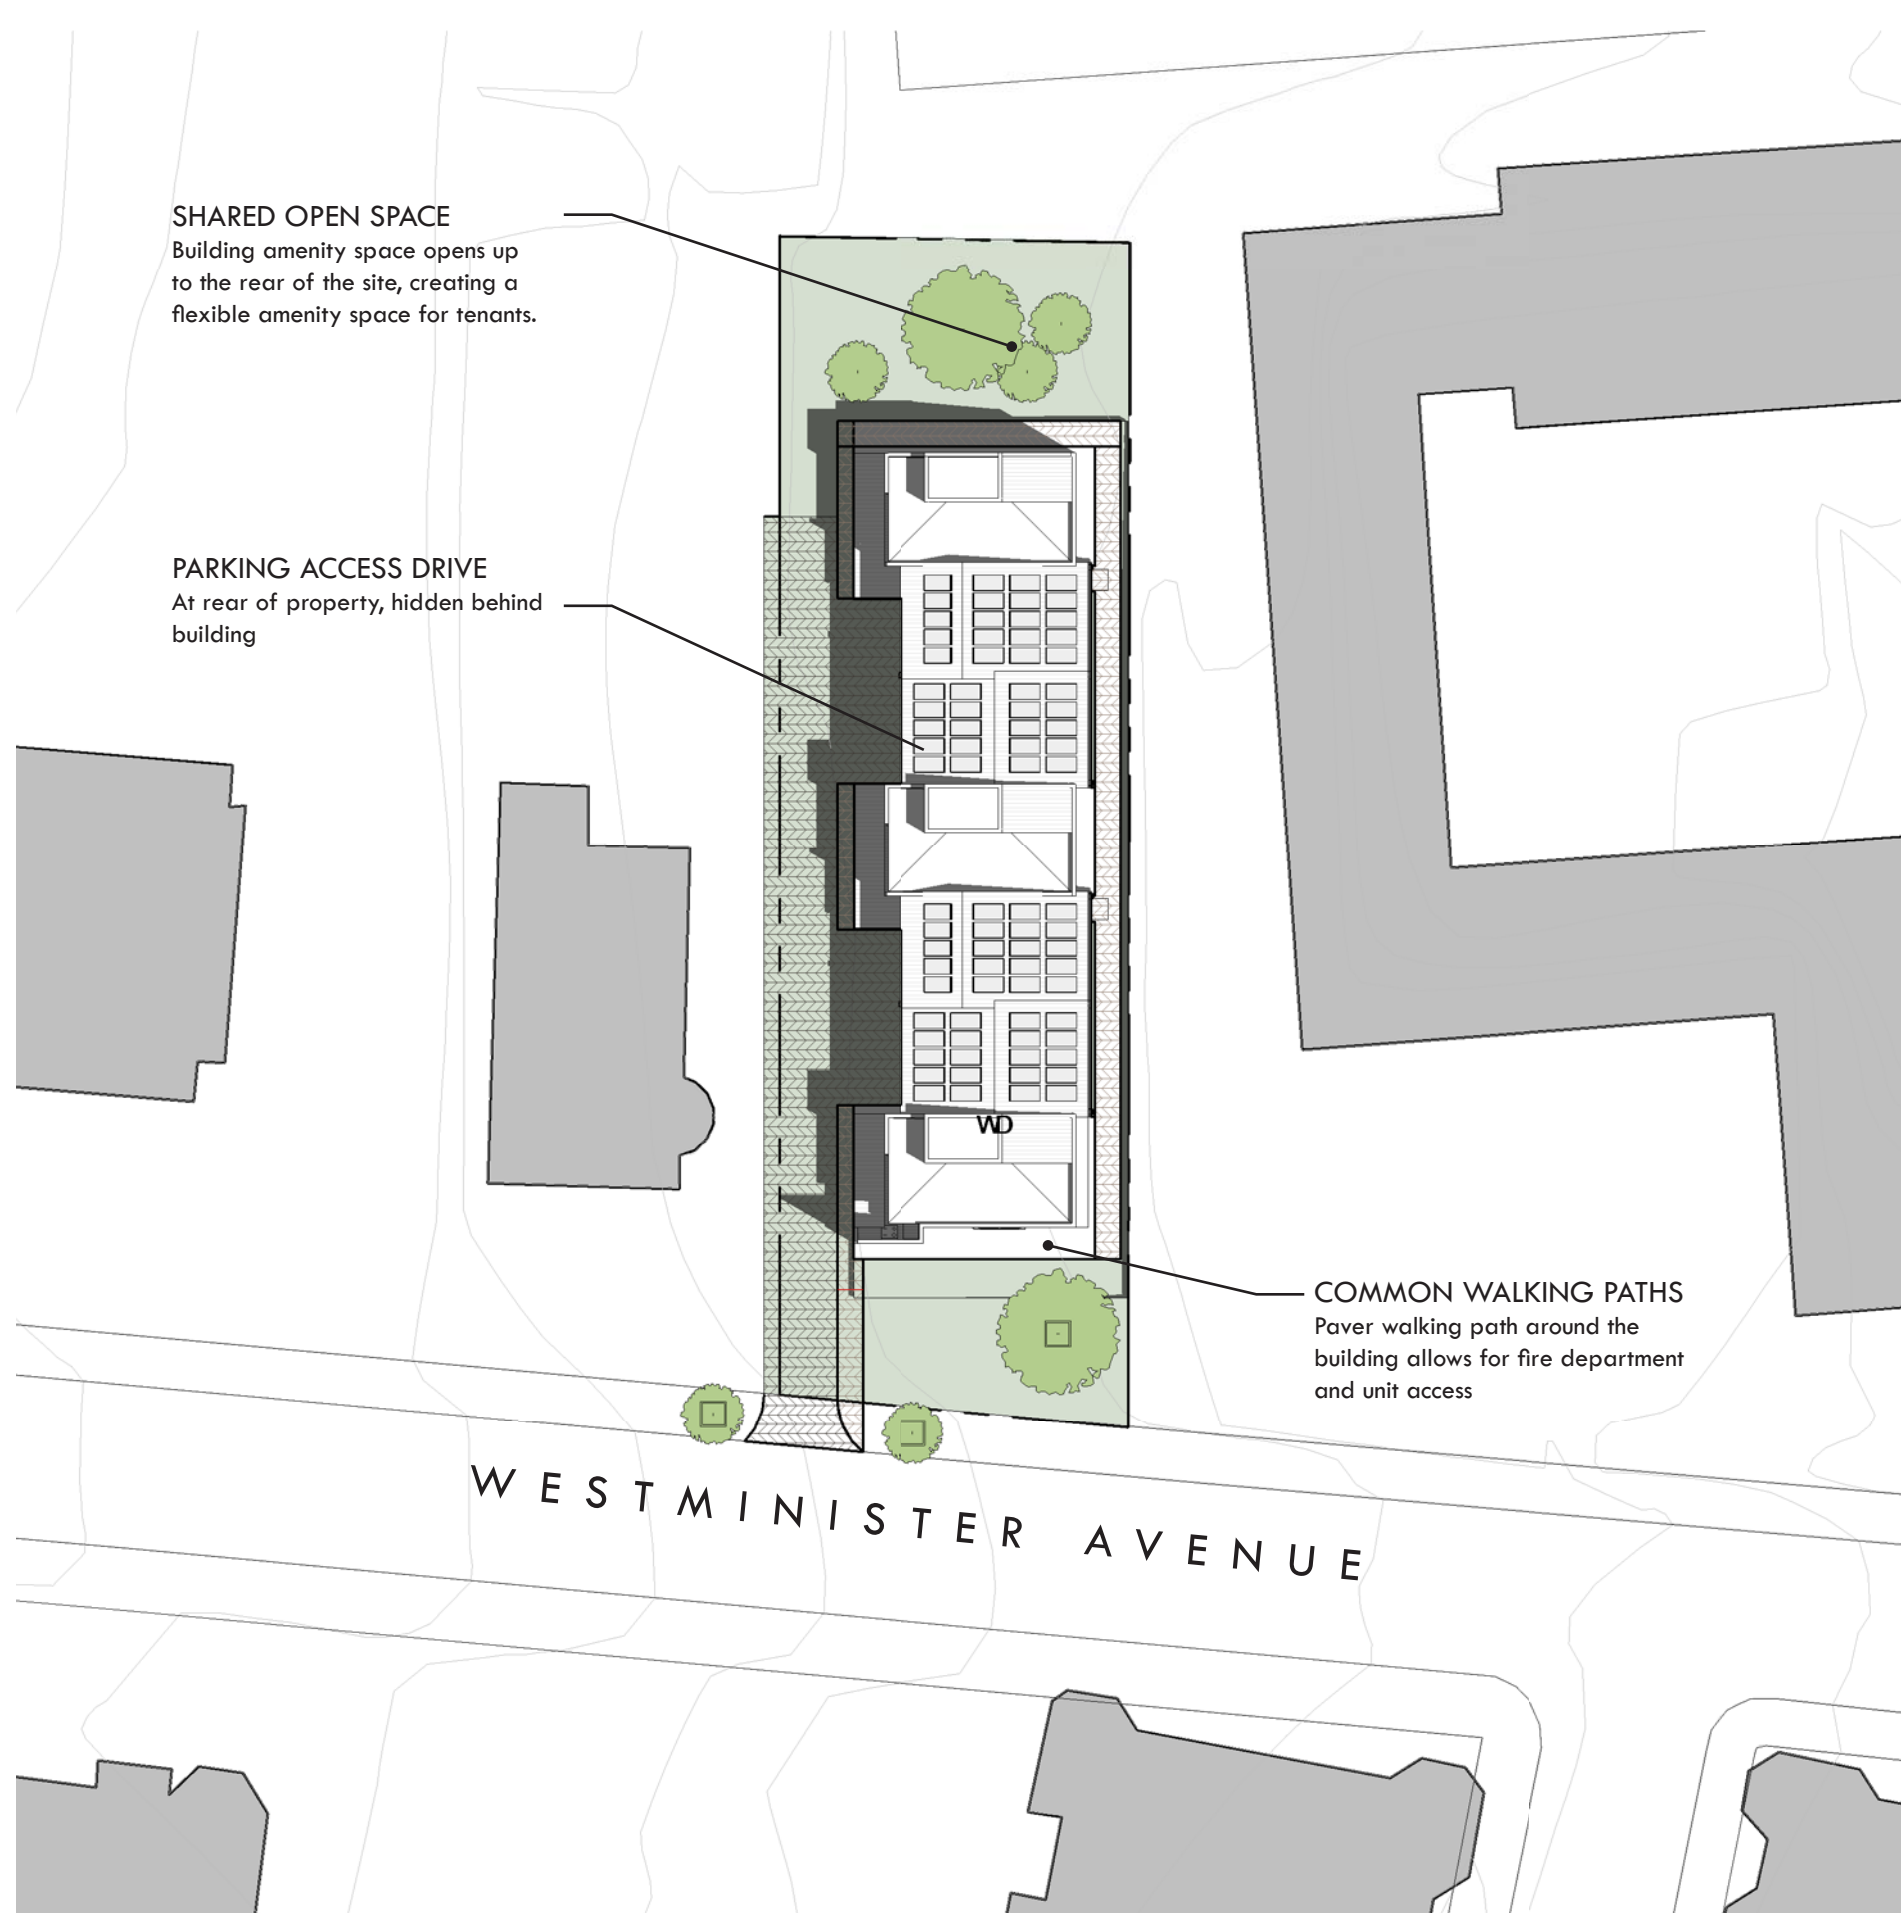 SHARED OPEN SPACE
Building amenity space opens up
to the rear of the site, creating a
flexible amenity space for tenants.
PARKING ACCESS DRIVE
At rear of property, hidden behind
building
WD
COMMON WALKING PATHS
Paver walking path around the
building allows for fire department
and unit access
WESTMINISTER AVENUE